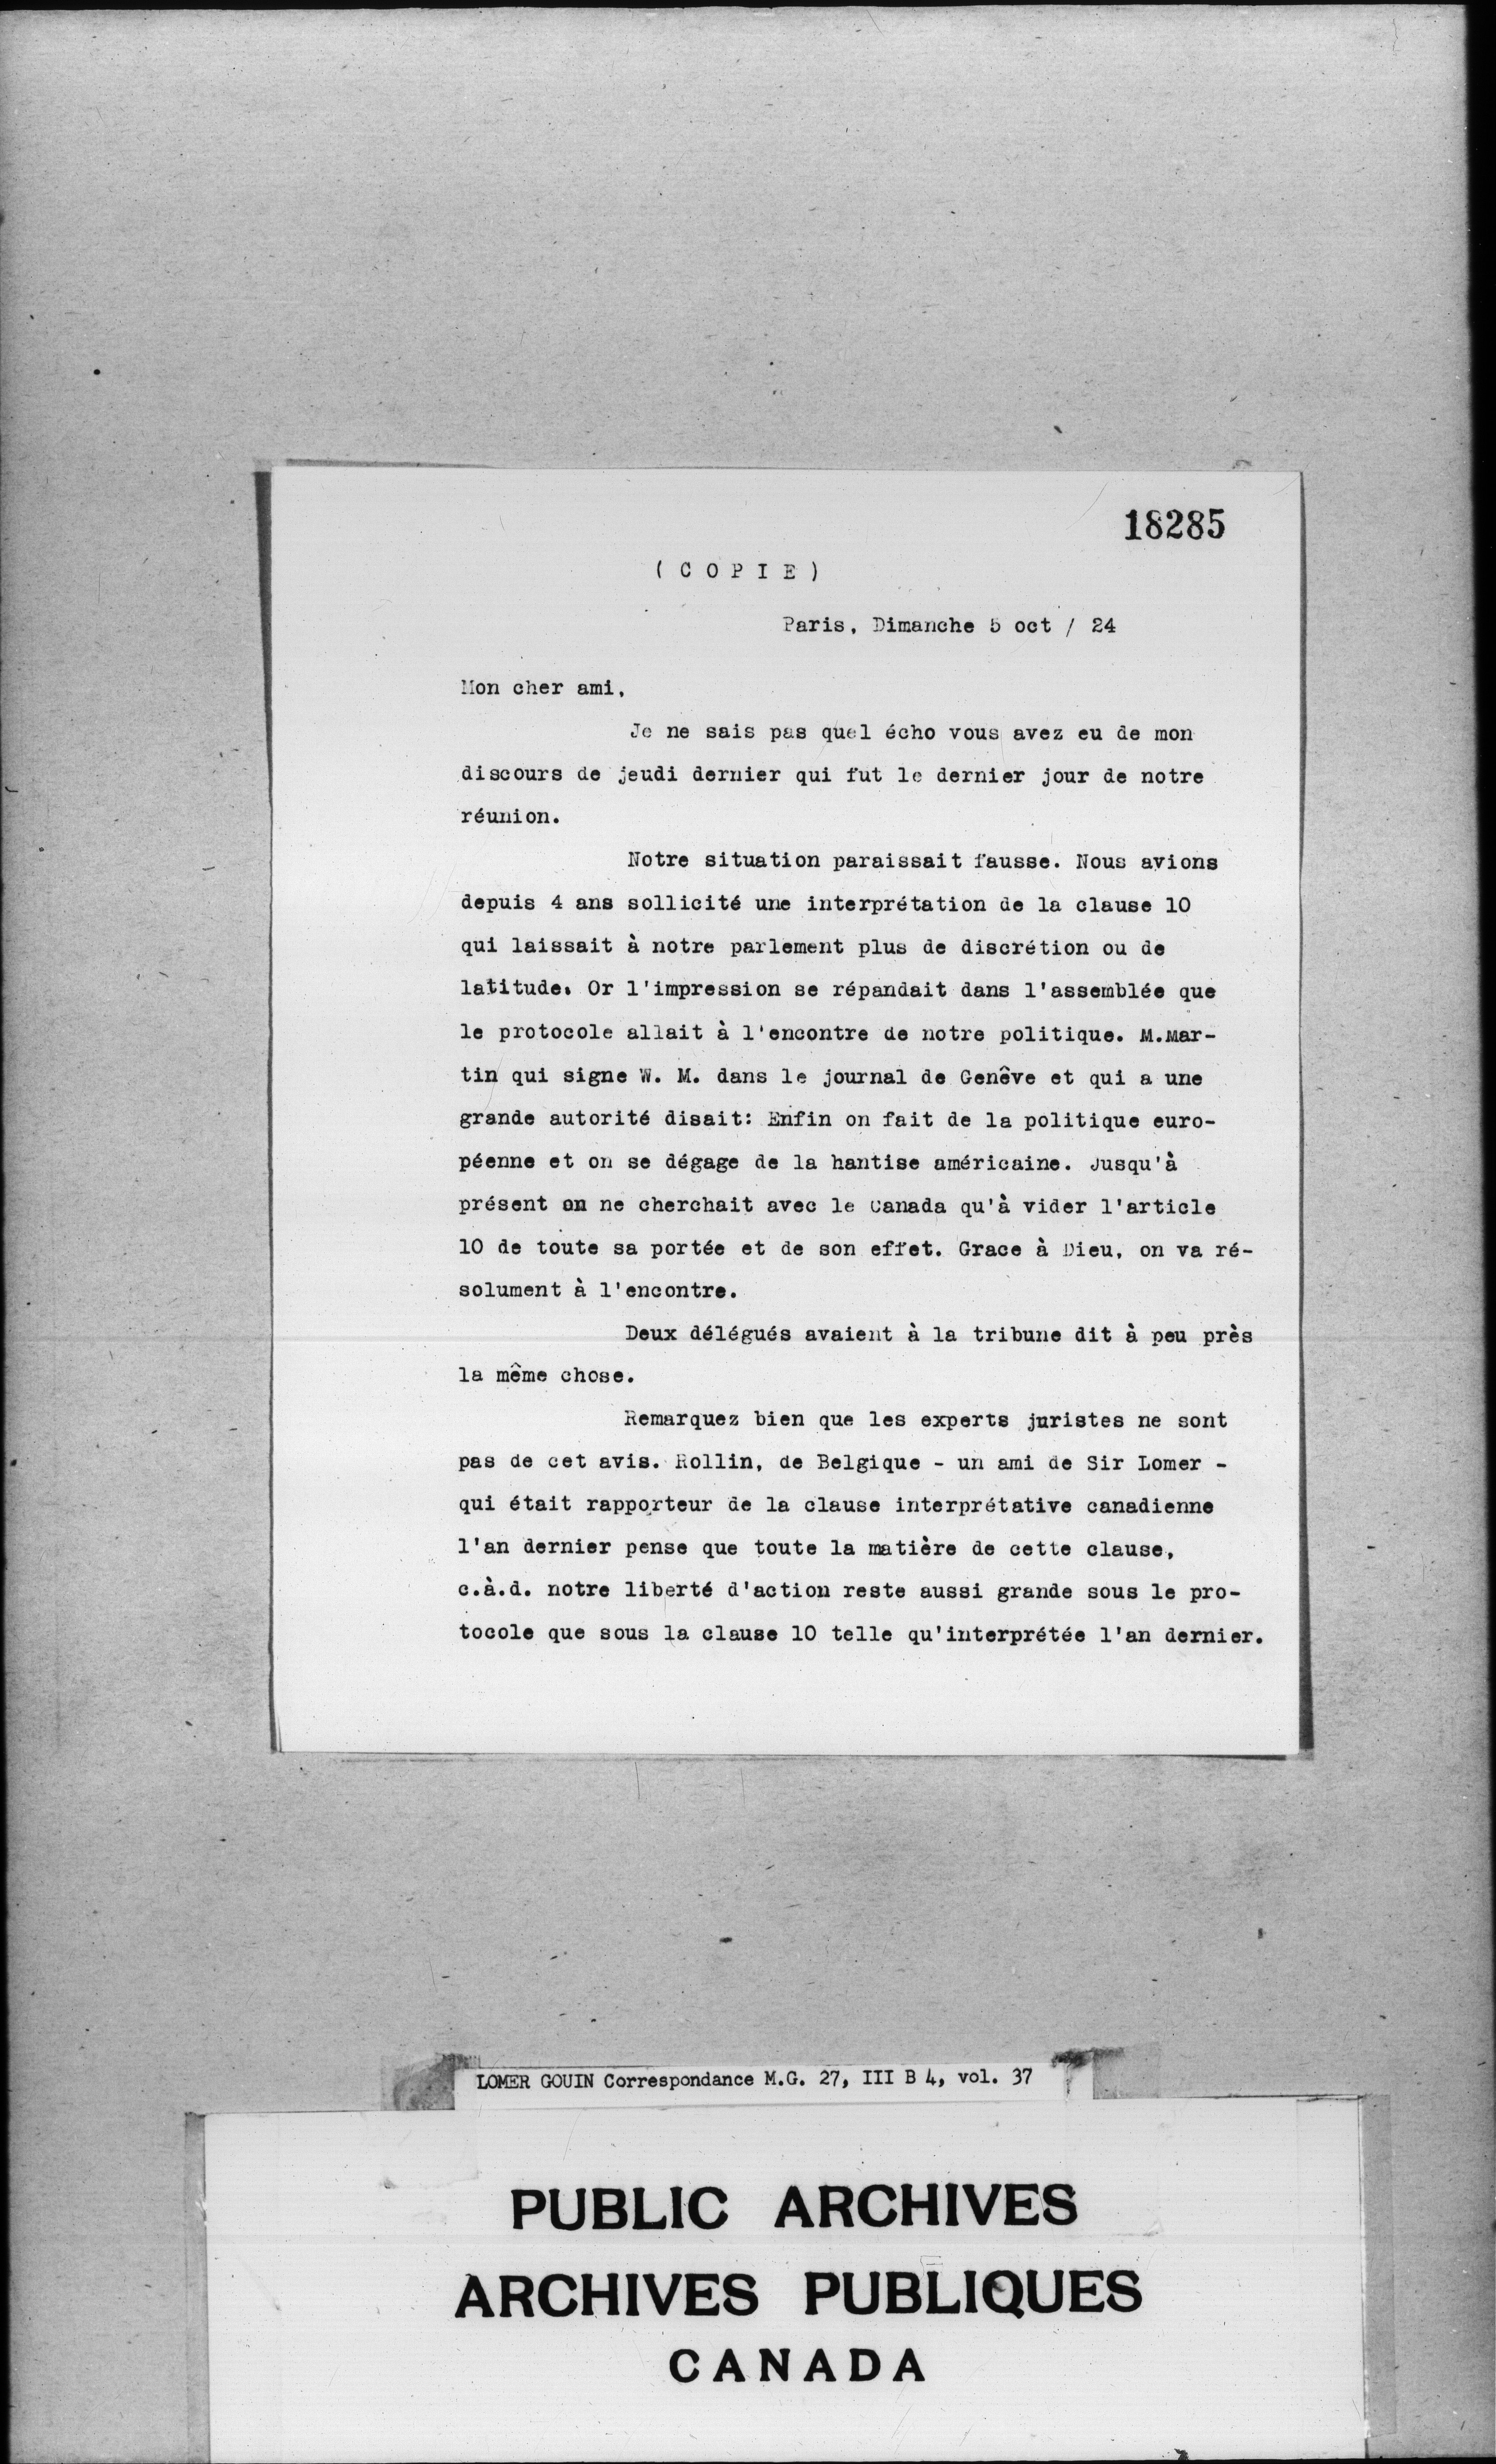 18285
( C O P I E )
Paris, Dimanche 5 oct / 24
Mon cher ami,
Je ne sais pas quel écho vous avez eu de mon
discours de jeudi dernier qui fut le dernier jour de notre
réunion.
Notre situation paraissait fausse. Nous avions
depuis 4 ans sollicité une interprétation de la clause 10
qui laissait à notre parlement plus de discrétion ou de
latitude. Or l'impression se répandait dans l'assemblée que
le protocole allait à l'encontre de notre politique. M.Mar-
tin qui signe W. M. dans le journal de Genêve et qui a une
grande autorité disait: Enfin on fait de la politique euro-
péenne et on se dégage de la hantise américaine. Jusqu'à
présent on ne cherchait avec le Canada qu'à vider l'article
10 de toute sa portée et de son effet. Grace à Dieu, on va ré-
solument à l'encontre.
Deux délégués avaient à la tribune dit à peu près
la même chose.
Remarquez bien que les experts juristes ne sont
pas de cet avis. Rollin, de Belgique - un ami de Sir Lomer -
qui était rapporteur de la clause interprétative canadienne
l'an dernier pense que toute la matière de cette clause,
c.à.d. notre liberté d'action reste aussi grande sous le pro-
tocole que sous la clause 10 telle qu'interprétée l'an dernier.
LOMER GOUIN Correspondance M.G. 27, III B 4, vol. 37
PUBLIC ARCHIVES
ARCHIVES PUBLIQUES
CANADA